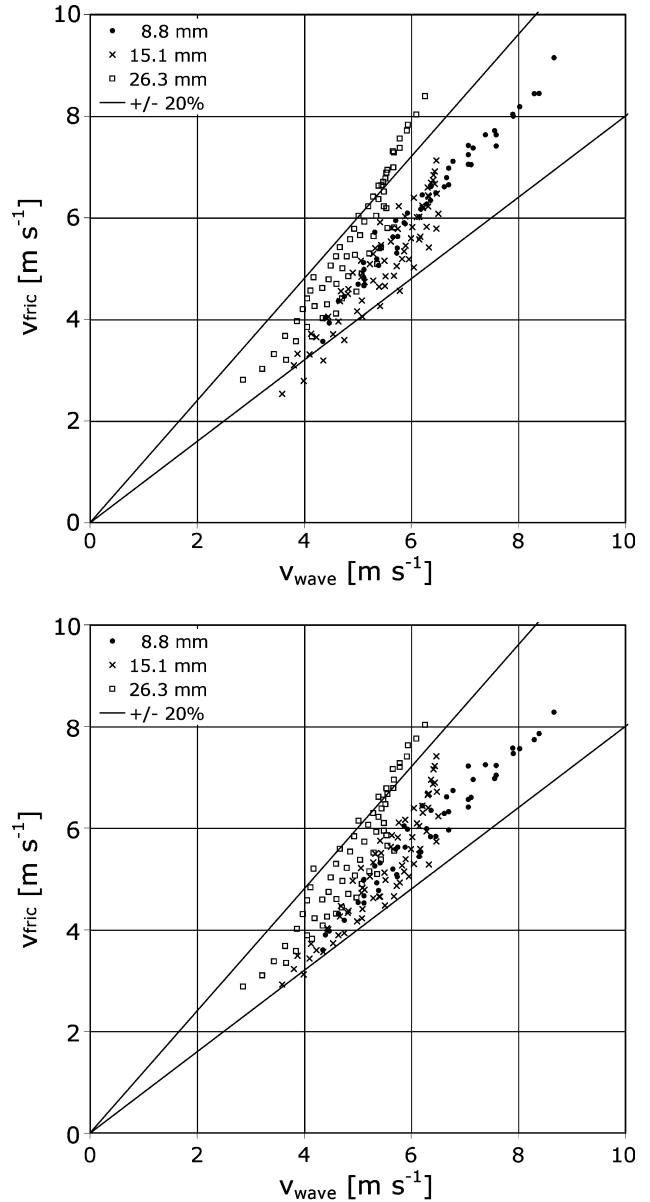 10
8.8 mm
15.1 mm
26.3 mm
+/- 20%
8
6
4
2
0
vfric [m s-1]
0 2 4 6 8 10
vwave [m s-1]
10
8.8 mm
15.1 mm
26.3 mm
+/- 20%
8
6
4
2
0
vfric [m s-1]
0 2 4 6 8 10
vwave [m s-1]